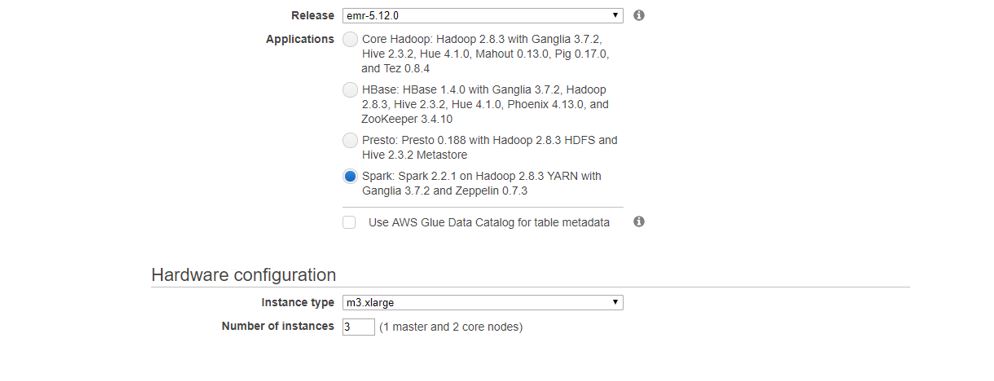 Release emr-5.12.0
Applications Core Hadoop: Hadoop 2.8.3 with Ganglia 3.7.2,
Hive 2.3.2, Hue 4.1.0, Mahout 0.13.0, Pig 0.17.0,
and Tez 0.8.4
HBase: HBase 1.4.0 with Ganglia 3.7.2, Hadoop
2.8.3, Hive 2.3.2, Hue 4.1.0, Phoenix 4.13.0, and
ZooKeeper 3.4.10
Presto: Presto 0.188 with Hadoop 2.8.3 HDFS and
Hive 2.3.2 Metastore
Spark: Spark 2.2.1 on Hadoop 2.8.3 YARN with
Ganglia 3.7.2 and Zeppelin 0.7.3
Use AWS Glue Data Catalog for table metadata
Hardware configuration
Instance type m3.xlarge
Number of instances 3 (1 master and 2 core nodes)